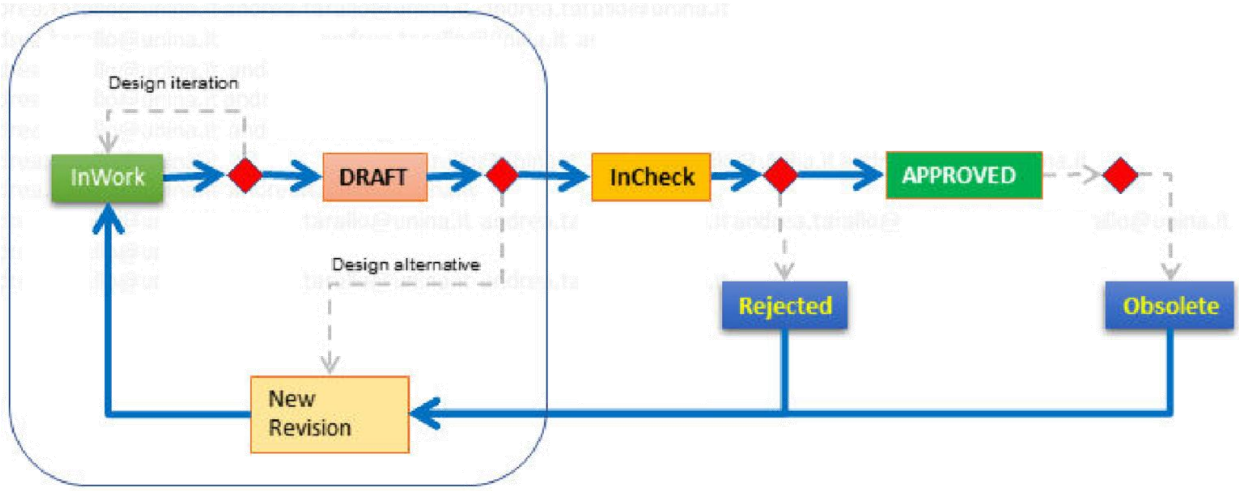 Design iteration
InWork
DRAFT
InCheck
APPROVED
Design alternative
Rejected
Obsolete
New
Revision